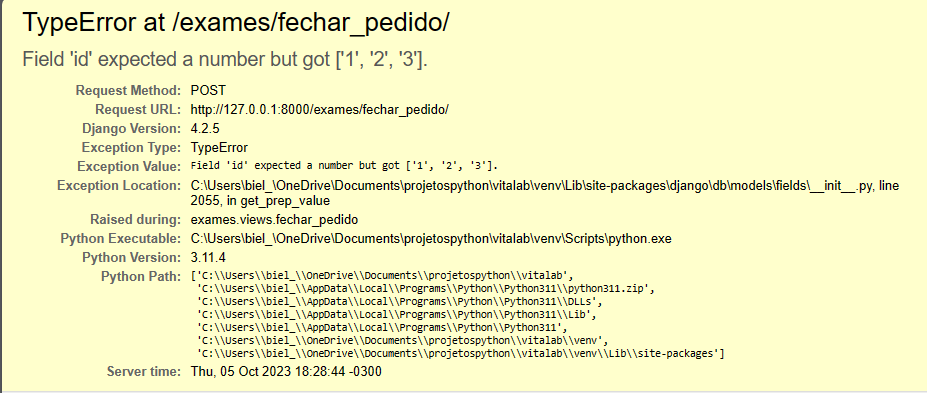 TypeError at /exames/fechar_pedido/
Field 'id' expected a number but got ['1', '2', '3'].
Request Method: POST
Request URL: http://127.0.0.1:8000/exames/fechar_pedido/
Django Version: 4.2.5
Exception Type: TypeError
Exception Value: Field 'id' expected a number but got ['1', '2', '3'].
Exception Location: C:\Users\biel_\OneDrive\Documents\projetospython\vitalab\venv\Lib\site-packages\django\db\models\fields\__init__.py, line
2055, in get_prep_value
Raised during: exames.views.fechar_pedido
Python Executable: C:\Users\biel_\OneDrive\Documents\projetospython\vitalab\venv\Scripts\python.exe
Python Version: 3.11.4
Python Path: ['C:\\Users\\biel_\\OneDrive\\Documents\\projetospython\\vitalab',
'C:\\Users\\biel_\\AppData\\Local\\Programs\\Python\\Python311\\python311.zip',
'C:\\Users\\biel_\\AppData\\Local\\Programs\\Python\\Python311\\DLLs',
'C:\\Users\\biel_\\AppData\\Local\\Programs\\Python\\Python311\\Lib',
'C:\\Users\\biel_\\AppData\\Local\\Programs\\Python\\Python311',
'C:\\Users\\biel_\\OneDrive\\Documents\\projetospython\\vitalab\\venv',
'C:\\Users\\biel_\\OneDrive\\Documents\\projetospython\\vitalab\\venv\\Lib\\site-packages']
Server time: Thu, 05 Oct 2023 18:28:44 -0300